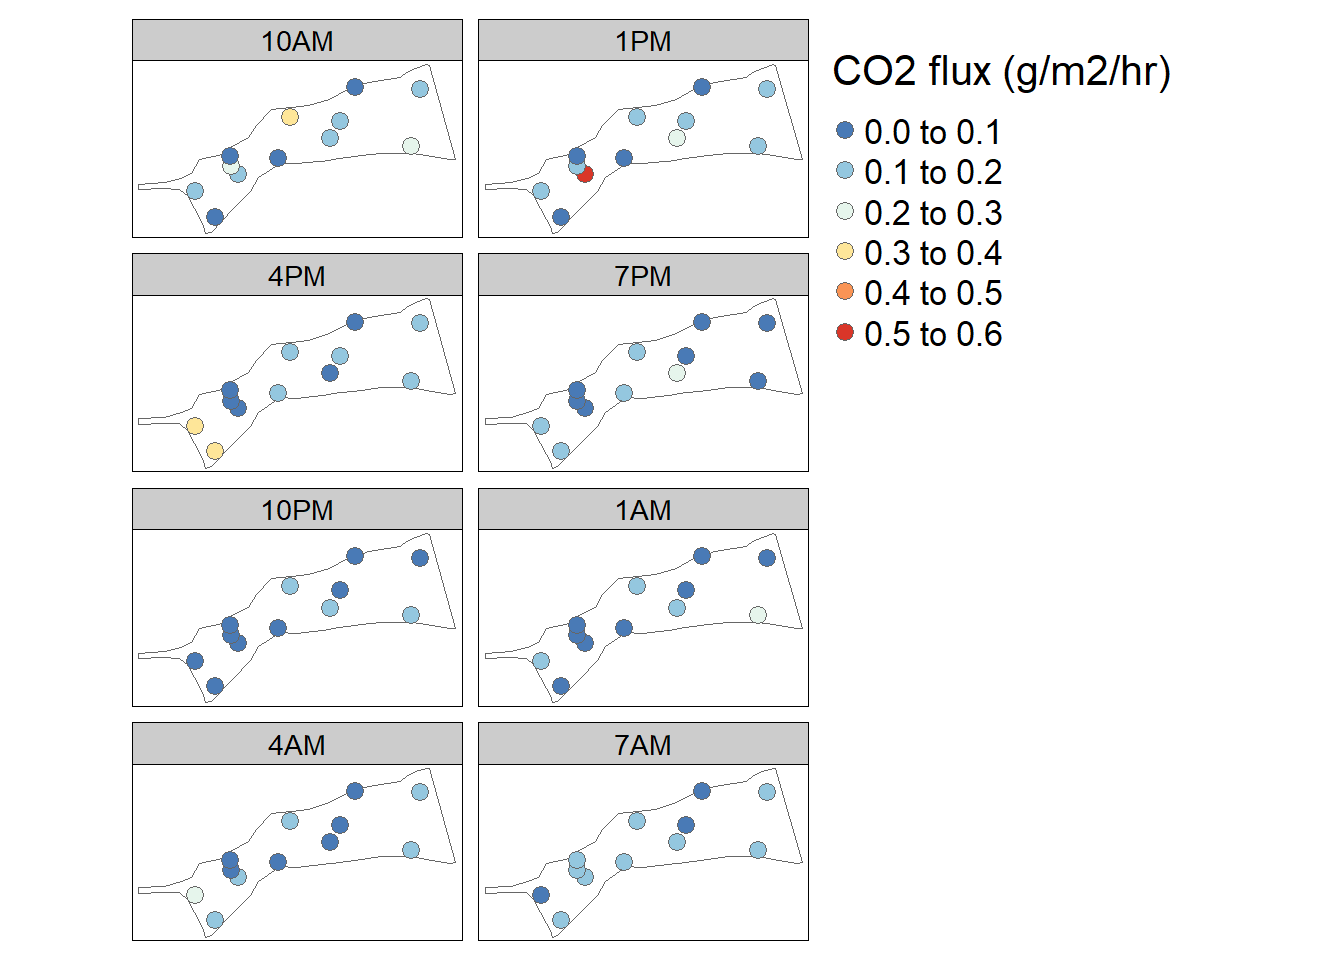 10AM
1PM
CO2 flux (g/m2/hr)
0.0 to 0.1
0.1 to 0.2
0.2 to 0.3
0.3 to 0.4
0.4 to 0.5
0.5 to 0.6
4PM
7PM
10PM
1AM
4AM
7AM